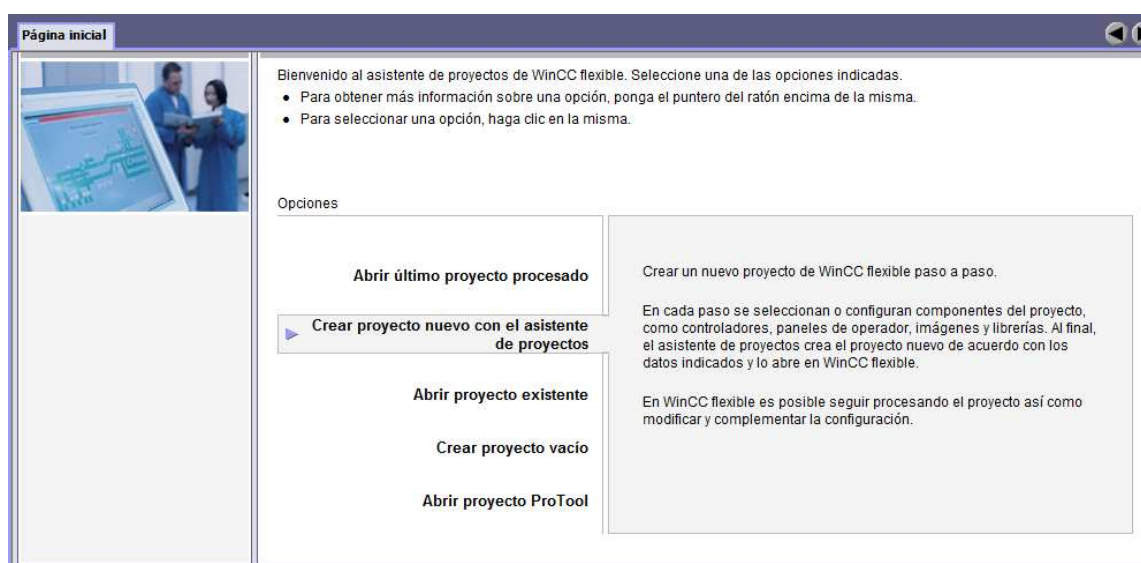 Página inicial
Bienvenido al asistente de proyectos de WinCC flexible. Seleccione una de las opciones indicadas.
• Para obtener más información sobre una opción, ponga el puntero del ratón encima de la misma.
• Para seleccionar una opción, haga clic en la misma.
Opciones
Abrir último proyecto procesado
Crear proyecto nuevo con el asistente
de proyectos
Abrir proyecto existente
Crear proyecto vacío
Abrir proyecto ProTool
Crear un nuevo proyecto de WinCC flexible paso a paso.
En cada paso se seleccionan o configuran componentes del proyecto,
como controladores, paneles de operador, imágenes y librerías. Al final,
el asistente de proyectos crea el proyecto nuevo de acuerdo con los
datos indicados y lo abre en WinCC flexible.
En WinCC flexible es posible seguir procesando el proyecto así como
modificar y complementar la configuración.